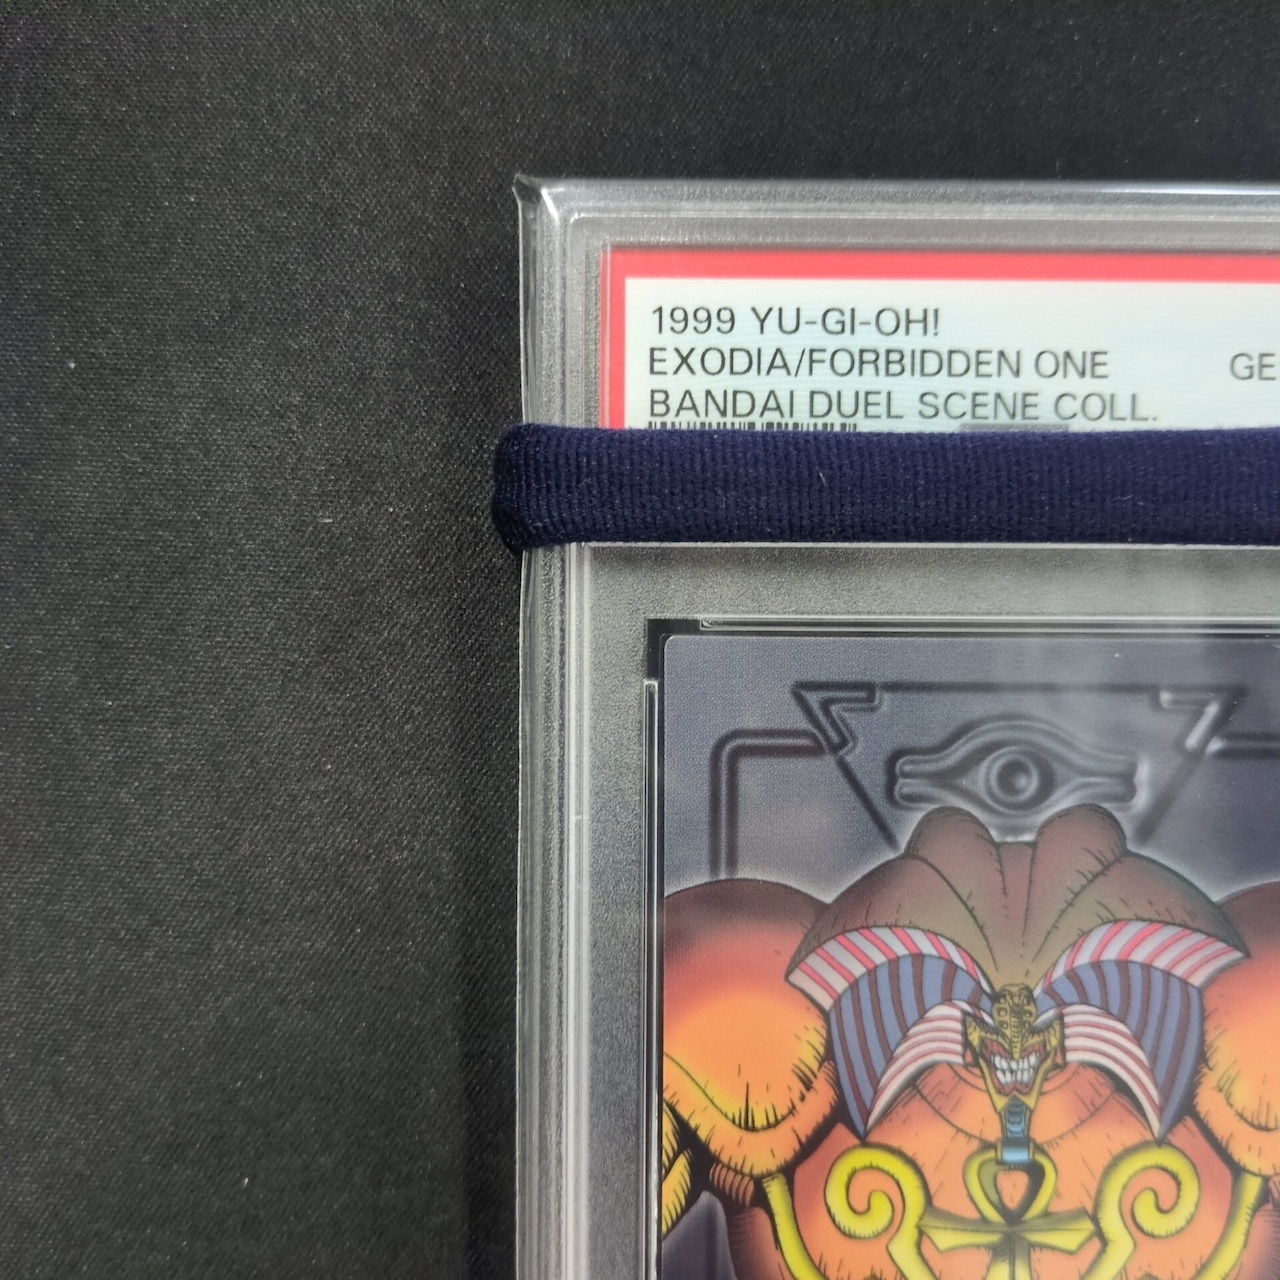 1999 YU-GI-OH!
EXODIA/FORBIDDEN ONE
BANDAI DUEL SCENE COLL.